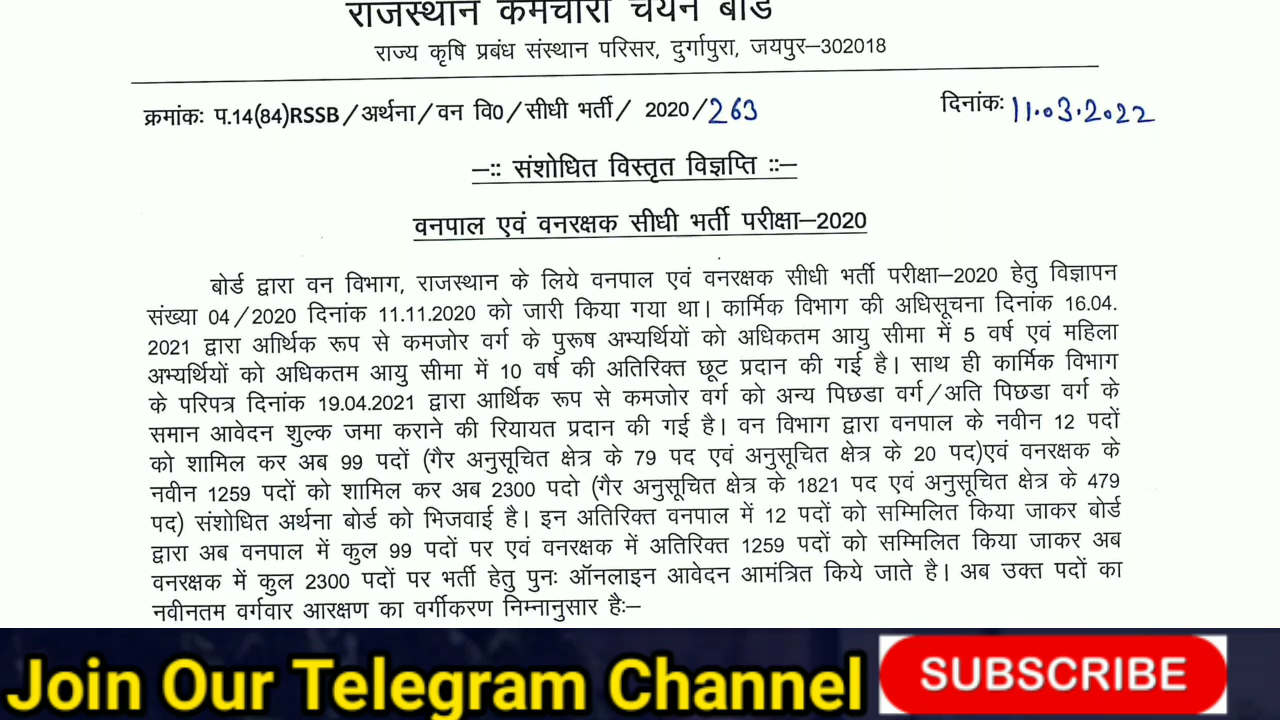 राजस्थान कर्मचारी चयन बोर्ड
राज्य कृषि प्रबंध संस्थान परिसर, दुर्गापुरा, जयपुर–302018
क्रमांकः प.14(84)RSSB/अर्थना/वन वि0/सीधी भर्ती/ 2020/263
दिनांकः 11.03.2022
–:: संशोधित विस्तृत विज्ञप्ति ::–
वनपाल एवं वनरक्षक सीधी भर्ती परीक्षा–2020
बोर्ड द्वारा वन विभाग, राजस्थान के लिये वनपाल एवं वनरक्षक सीधी भर्ती परीक्षा–2020 हेतु विज्ञापन
संख्या 04/2020 दिनांक 11.11.2020 को जारी किया गया था। कार्मिक विभाग की अधिसूचना दिनांक 16.04.
2021 द्वारा आर्थिक रूप से कमजोर वर्ग के पुरूष अभ्यर्थियों को अधिकतम आयु सीमा में 5 वर्ष एवं महिला
अभ्यर्थियों को अधिकतम आयु सीमा में 10 वर्ष की अतिरिक्त छूट प्रदान की गई है। साथ ही कार्मिक विभाग
के परिपत्र दिनांक 19.04.2021 द्वारा आर्थिक रूप से कमजोर वर्ग को अन्य पिछडा वर्ग/अति पिछडा वर्ग के
समान आवेदन शुल्क जमा कराने की रियायत प्रदान की गई है। वन विभाग द्वारा वनपाल के नवीन 12 पदों
को शामिल कर अब 99 पदों (गैर अनुसूचित क्षेत्र के 79 पद एवं अनुसूचित क्षेत्र के 20 पद)एवं वनरक्षक के
नवीन 1259 पदों को शामिल कर अब 2300 पदो (गैर अनुसूचित क्षेत्र के 1821 पद एवं अनुसूचित क्षेत्र के 479
पद) संशोधित अर्थना बोर्ड को भिजवाई है। इन अतिरिक्त वनपाल में 12 पदों को सम्मिलित किया जाकर बोर्ड
द्वारा अब वनपाल में कुल 99 पदों पर एवं वनरक्षक में अतिरिक्त 1259 पदों को सम्मिलित किया जाकर अब
वनरक्षक में कुल 2300 पदों पर भर्ती हेतु पुनः ऑनलाइन आवेदन आमंत्रित किये जाते है। अब उक्त पदों का
नवीनतम वर्गवार आरक्षण का वर्गीकरण निम्नानुसार हैः–
Join Our Telegram Channel
SUBSCRIBE